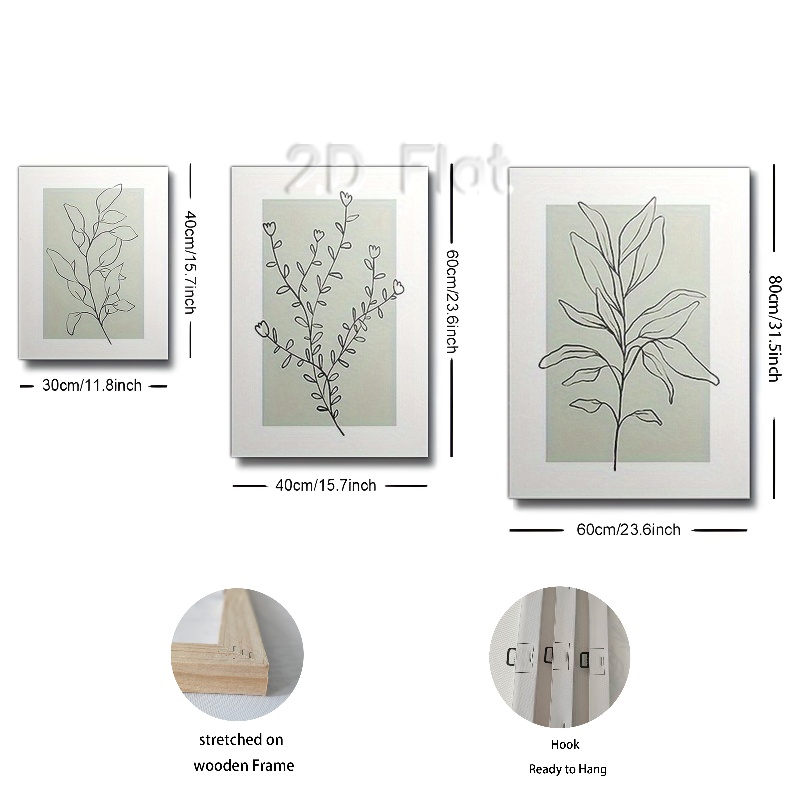 2D Flat
40cm/15.7inch
30cm/11.8inch
60cm/23.6inch
40cm/15.7inch
80cm/31.5inch
60cm/23.6inch
stretched on
wooden Frame
Hook
Ready to Hang